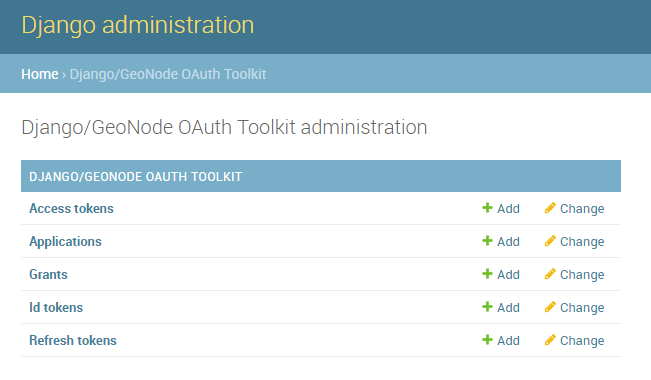 Django administration
Home › Django/GeoNode OAuth Toolkit
Django/GeoNode OAuth Toolkit administration
DJANGO/GEONODE OAUTH TOOLKIT
Access tokens Add Change
Applications Add Change
Grants Add Change
Id tokens Add Change
Refresh tokens Add Change